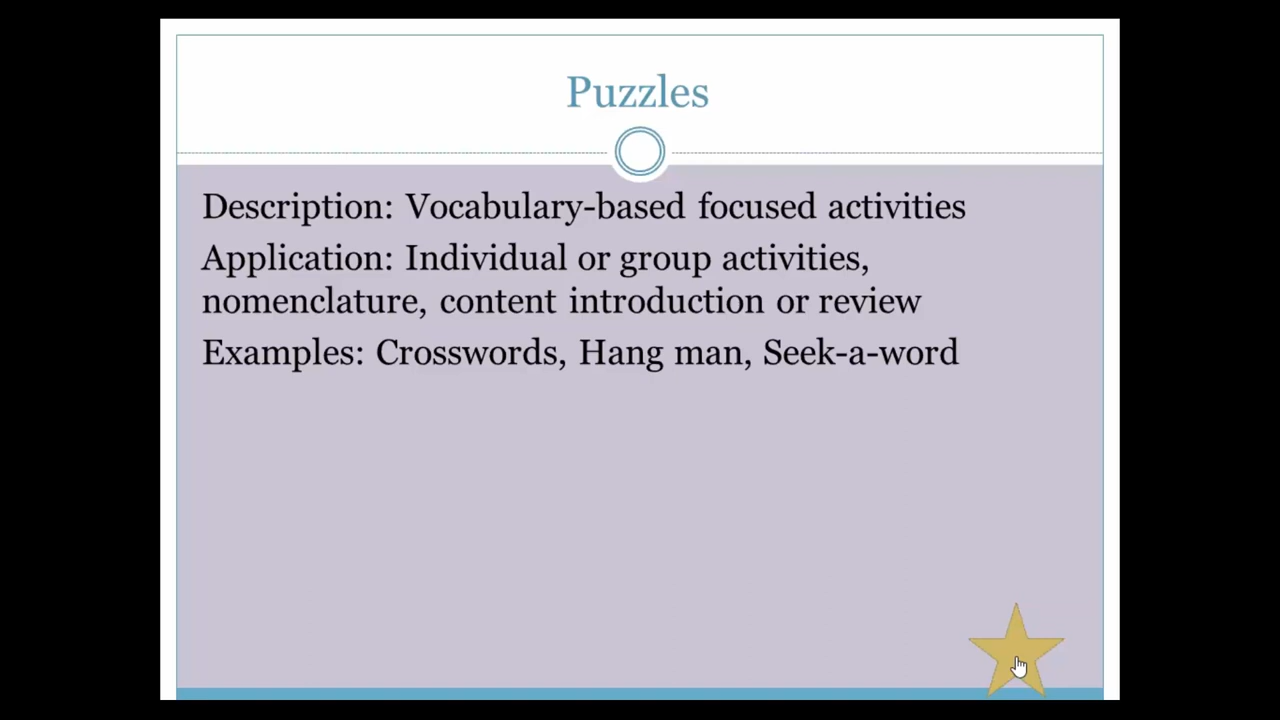 Puzzles
Description: Vocabulary-based focused activities
Application: Individual or group activities,
nomenclature, content introduction or review
Examples: Crosswords, Hang man, Seek-a-word